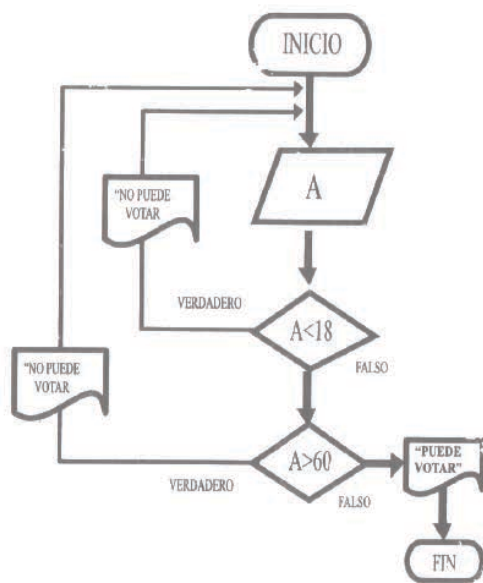 INICIO
A
"NO PUEDE
VOTAR
VERDADERO
A<18
FALSO
"NO PUEDE
VOTAR
A>60
VERDADERO
FALSO
"PUEDE
VOTAR"
FIN